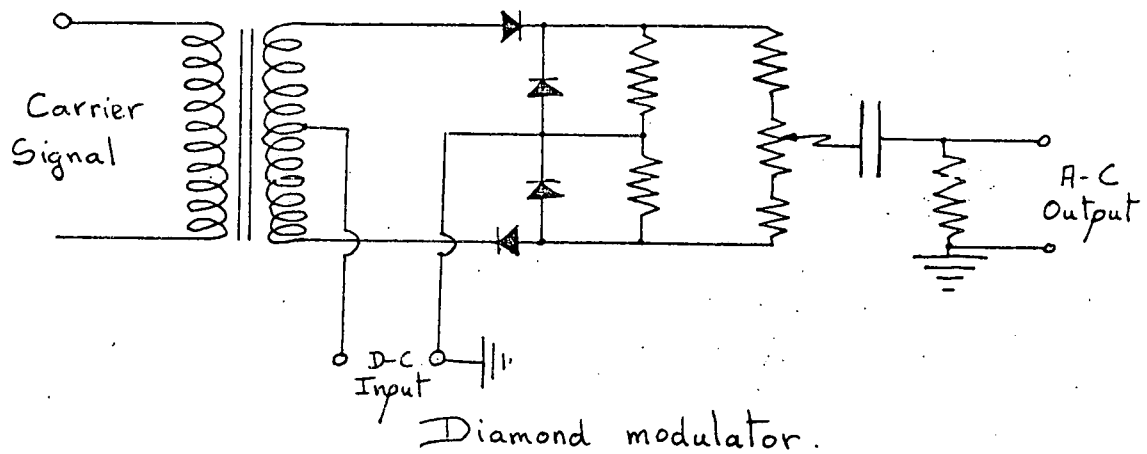 Carrier
Signal
A-C
Output
D-C
Input
Diamond modulator.